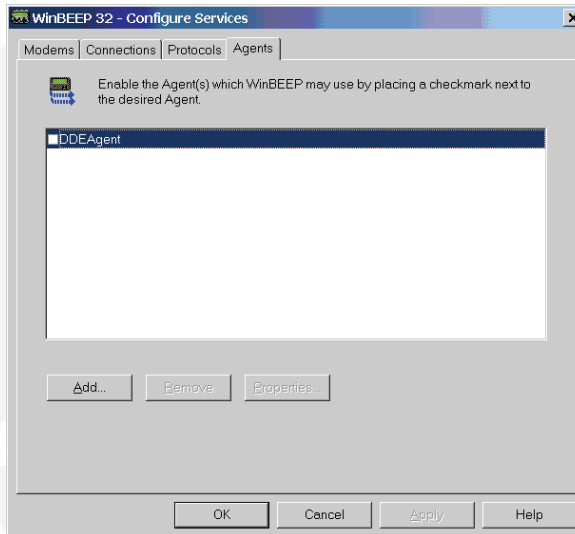 WinBEEP 32 - Configure Services
Modems Connections Protocols Agents
Enable the Agent(s) which WinBEEP may use by placing a checkmark next to
the desired Agent.
DDEAgent
Add... Remove Properties...
OK Cancel Apply Help